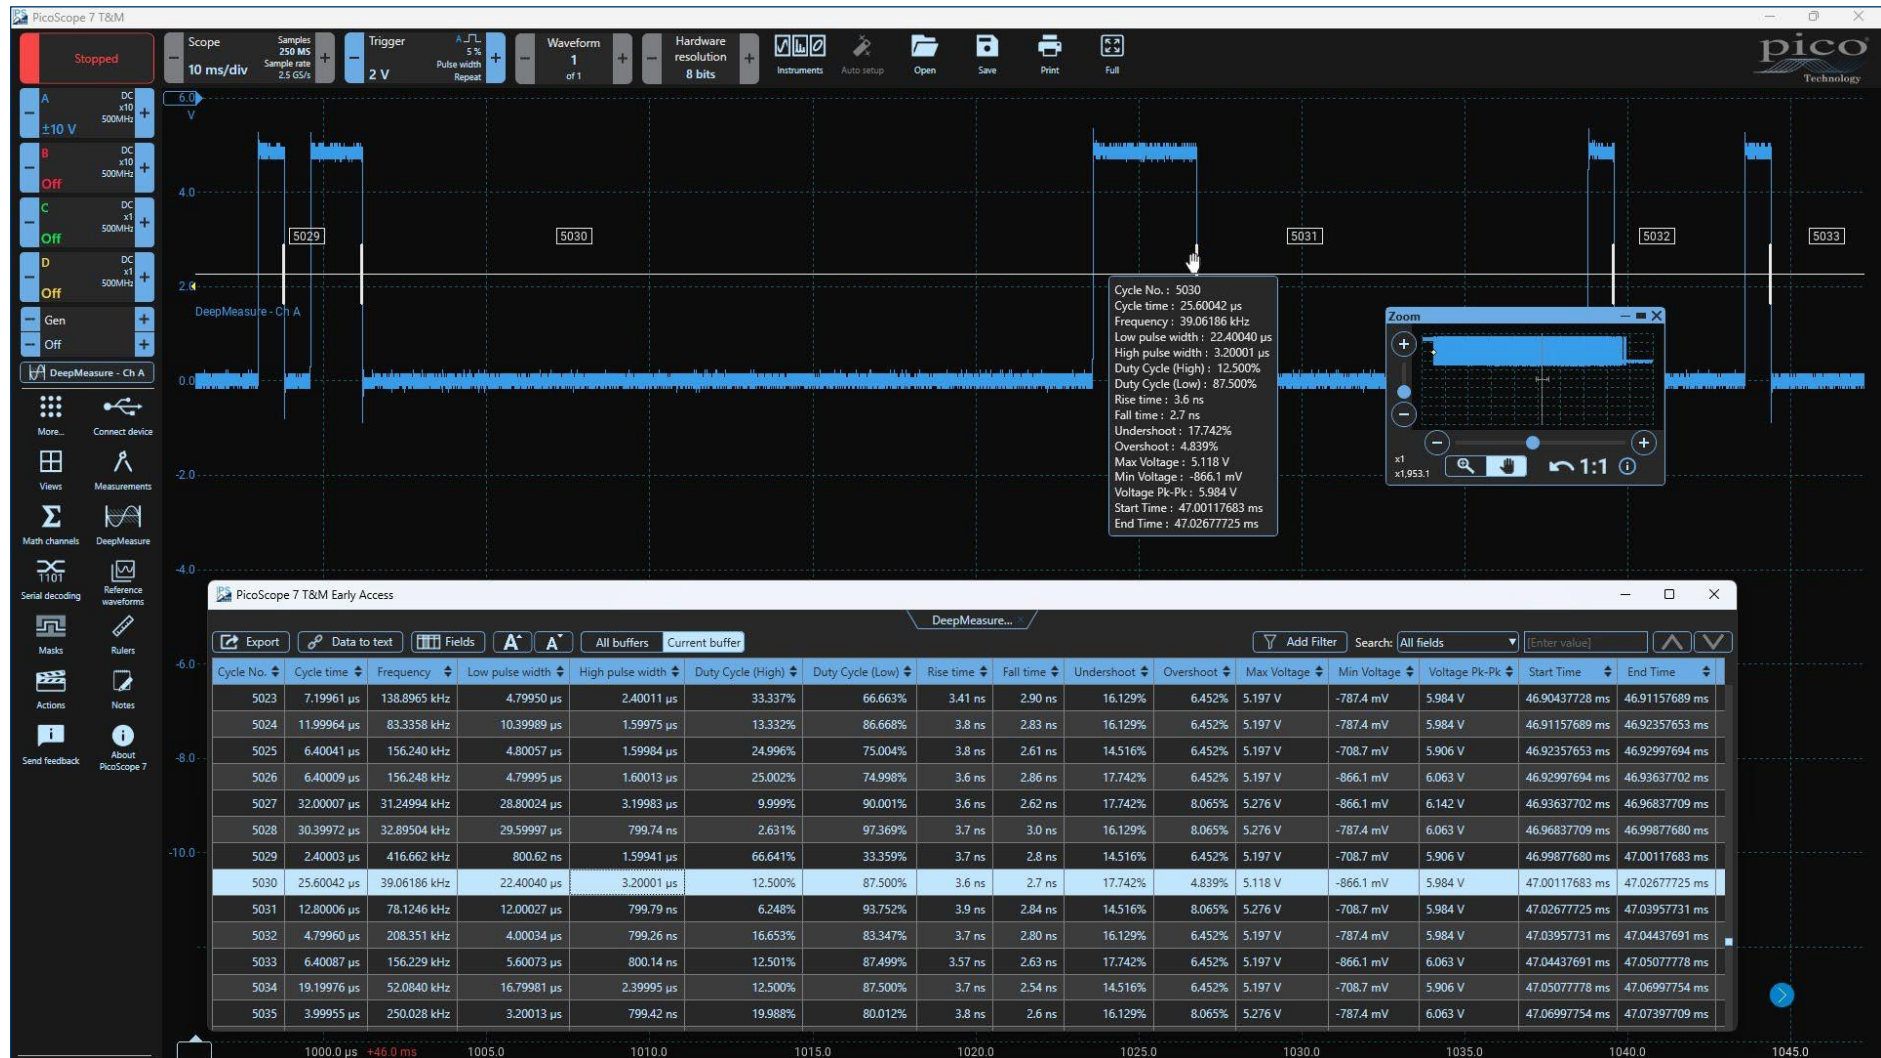 PicoScope 7 T&M
Stopped
Scope
10 ms/div
Samples
250 MS
Sample rate
2.5 GS/s
Trigger
2 V
A
5 %
Pulse width
Repeat
Waveform
1
of 1
Hardware
resolution
8 bits
Instruments
Auto setup
Open
Save
Print
Full
pico
Technology
A
DC
x10
500MHz
±10 V
B
DC
x10
500MHz
Off
C
DC
x1
500MHz
Off
D
DC
x1
500MHz
Off
Gen
Off
DeepMeasure - Ch A
More...
Connect device
Views
Measurements
Math channels
DeepMeasure
1101
Serial decoding
Reference
waveforms
Masks
Rulers
Actions
Notes
Send feedback
About
PicoScope 7
6.0
V
4.0
2.0
0.0
-2.0
-4.0
-6.0
-8.0
-10.0
5029
5030
5031
5032
5033
DeepMeasure - Ch A
Cycle No. : 5030
Cycle time : 25.60042 µs
Frequency : 39.06186 kHz
Low pulse width : 22.40040 µs
High pulse width : 3.20001 µs
Duty Cycle (High) : 12.500%
Duty Cycle (Low) : 87.500%
Rise time : 3.6 ns
Fall time : 2.7 ns
Undershoot : 17.742%
Overshoot : 4.839%
Max Voltage : 5.118 V
Min Voltage : -866.1 mV
Voltage Pk-Pk : 5.984 V
Start Time : 47.00117683 ms
End Time : 47.02677725 ms
Zoom
x1
x1,953.1
1:1
PicoScope 7 T&M Early Access
DeepMeasure...
Export
Data to text
Fields
A
A
All buffers
Current buffer
Add Filter
Search:
All fields
[Enter value]
Cycle No. Cycle time Frequency Low pulse width High pulse width Duty Cycle (High) Duty Cycle (Low) Rise time Fall time Undershoot Overshoot Max Voltage Min Voltage Voltage Pk-Pk Start Time End Time
5023 7.19961 µs 138.8965 kHz 4.79950 µs 2.40011 µs 33.337% 66.663% 3.41 ns 2.90 ns 16.129% 6.452% 5.197 V -787.4 mV 5.984 V 46.90437728 ms 46.91157689 ms
5024 11.99964 µs 83.3358 kHz 10.39989 µs 1.59975 µs 13.332% 86.668% 3.8 ns 2.83 ns 16.129% 6.452% 5.197 V -787.4 mV 5.984 V 46.91157689 ms 46.92357653 ms
5025 6.40041 µs 156.240 kHz 4.80057 µs 1.59984 µs 24.996% 75.004% 3.8 ns 2.61 ns 14.516% 6.452% 5.197 V -708.7 mV 5.906 V 46.92357653 ms 46.92997694 ms
5026 6.40009 µs 156.248 kHz 4.79995 µs 1.60013 µs 25.002% 74.998% 3.6 ns 2.86 ns 17.742% 6.452% 5.197 V -866.1 mV 6.063 V 46.92997694 ms 46.93637702 ms
5027 32.00007 µs 31.24994 kHz 28.80024 µs 3.19983 µs 9.999% 90.001% 3.6 ns 2.62 ns 17.742% 8.065% 5.276 V -866.1 mV 6.142 V 46.93637702 ms 46.96837709 ms
5028 30.39972 µs 32.89504 kHz 29.59997 µs 799.74 ns 2.631% 97.369% 3.7 ns 3.0 ns 16.129% 8.065% 5.276 V -787.4 mV 6.063 V 46.96837709 ms 46.99877680 ms
5029 2.40003 µs 416.662 kHz 800.62 ns 1.59941 µs 66.641% 33.359% 3.7 ns 2.8 ns 14.516% 6.452% 5.197 V -708.7 mV 5.906 V 46.99877680 ms 47.00117683 ms
5030 25.60042 µs 39.06186 kHz 22.40040 µs 3.20001 µs 12.500% 87.500% 3.6 ns 2.7 ns 17.742% 4.839% 5.118 V -866.1 mV 5.984 V 47.00117683 ms 47.02677725 ms
5031 12.80006 µs 78.1246 kHz 12.00027 µs 799.79 ns 6.248% 93.752% 3.9 ns 2.84 ns 14.516% 8.065% 5.276 V -708.7 mV 5.984 V 47.02677725 ms 47.03957731 ms
5032 4.79960 µs 208.351 kHz 4.00034 µs 799.26 ns 16.653% 83.347% 3.7 ns 2.80 ns 16.129% 6.452% 5.197 V -787.4 mV 5.984 V 47.03957731 ms 47.04437691 ms
5033 6.40087 µs 156.229 kHz 5.60073 µs 800.14 ns 12.501% 87.499% 3.57 ns 2.63 ns 17.742% 6.452% 5.197 V -866.1 mV 6.063 V 47.04437691 ms 47.05077778 ms
5034 19.19976 µs 52.0840 kHz 16.79981 µs 2.39995 µs 12.500% 87.500% 3.7 ns 2.54 ns 14.516% 6.452% 5.197 V -708.7 mV 5.906 V 47.05077778 ms 47.06997754 ms
5035 3.99955 µs 250.028 kHz 3.20013 µs 799.42 ns 19.988% 80.012% 3.8 ns 2.6 ns 16.129% 8.065% 5.276 V -787.4 mV 6.063 V 47.06997754 ms 47.07397709 ms
1000.0 µs +46.0 ms 1005.0 1010.0 1015.0 1020.0 1025.0 1030.0 1035.0 1040.0 1045.0